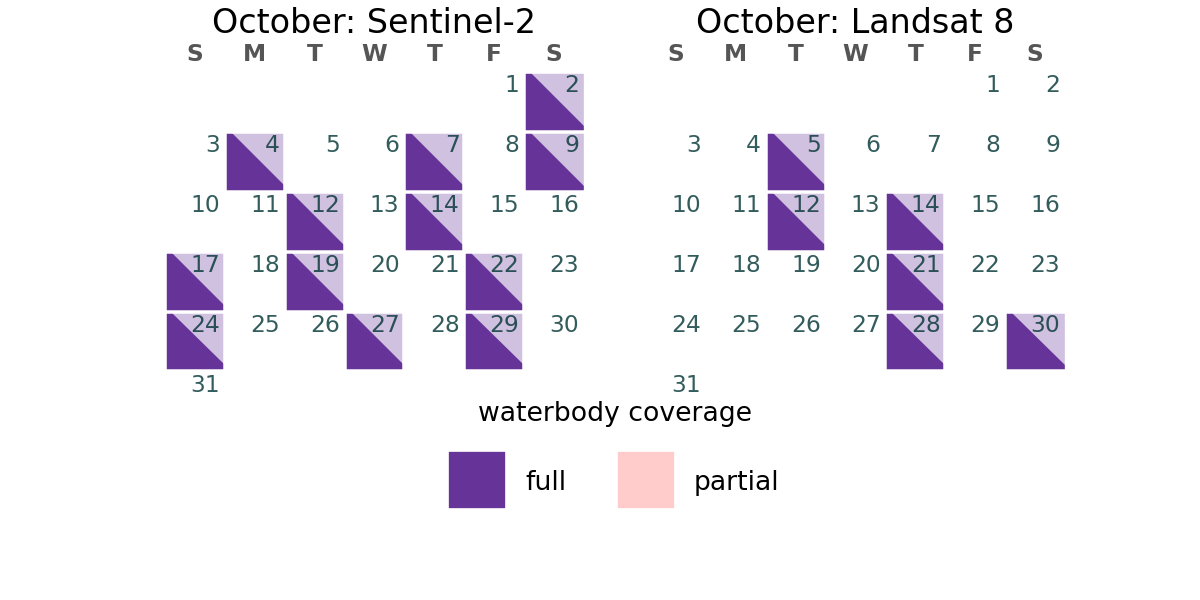 October: Sentinel-2
S M T W T F S
1 2
3 4 5 6 7 8 9
10 11 12 13 14 15 16
17 18 19 20 21 22 23
24 25 26 27 28 29 30
31
October: Landsat 8
S M T W T F S
1 2
3 4 5 6 7 8 9
10 11 12 13 14 15 16
17 18 19 20 21 22 23
24 25 26 27 28 29 30
31
waterbody coverage
full partial